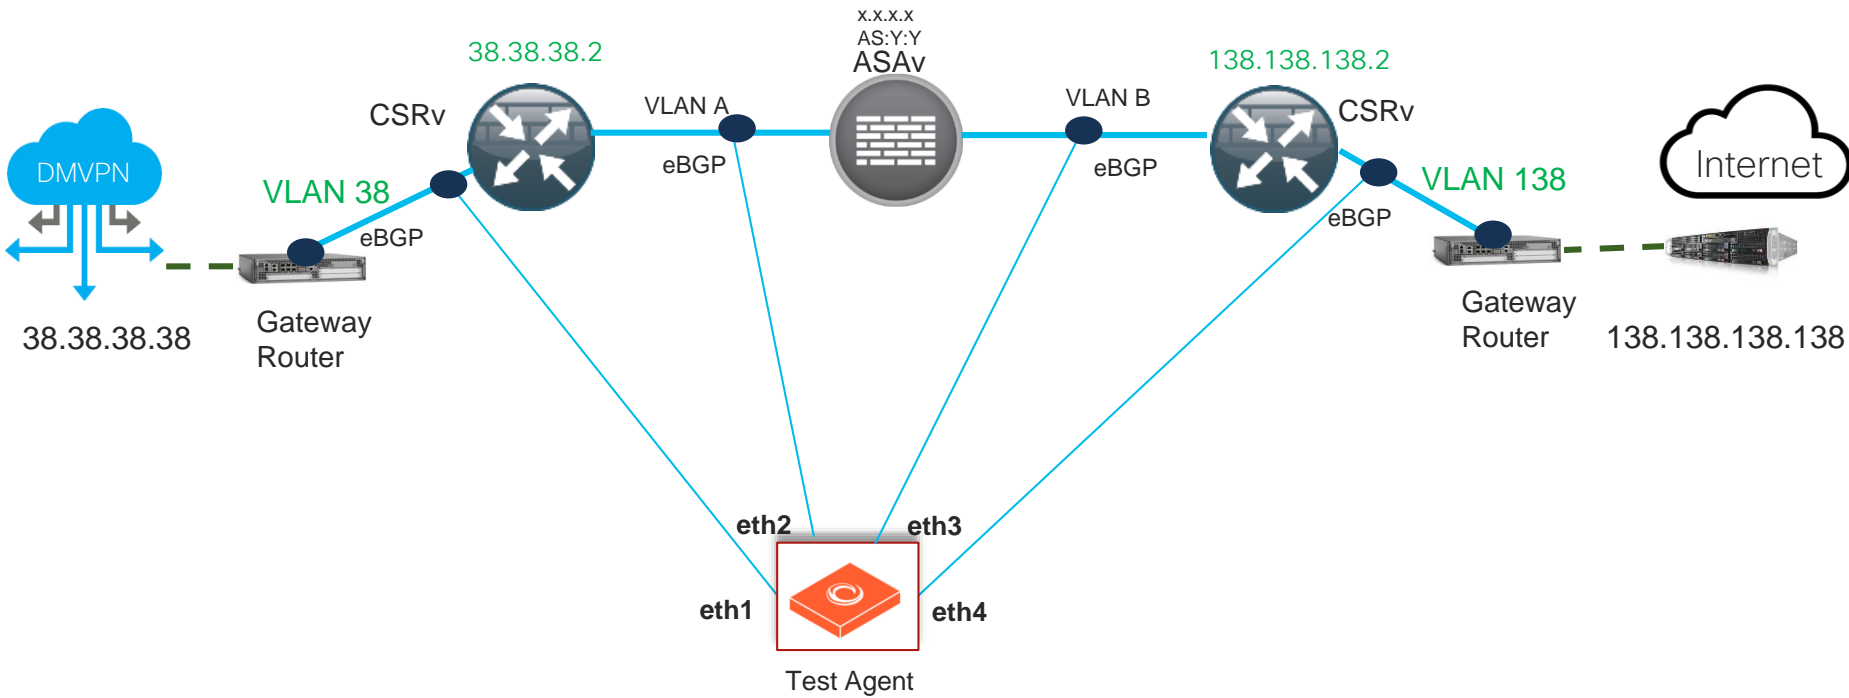 x.x.x.x
AS:Y:Y
ASAv
38.38.38.2
138.138.138.2
CSRv
VLAN A
VLAN B
CSRv
DMVPN
Internet
VLAN 38
eBGP
eBGP
VLAN 138
eBGP
eBGP
Gateway
Router
38.38.38.38
Gateway
Router
138.138.138.138
eth2
eth3
eth1
eth4
Test Agent